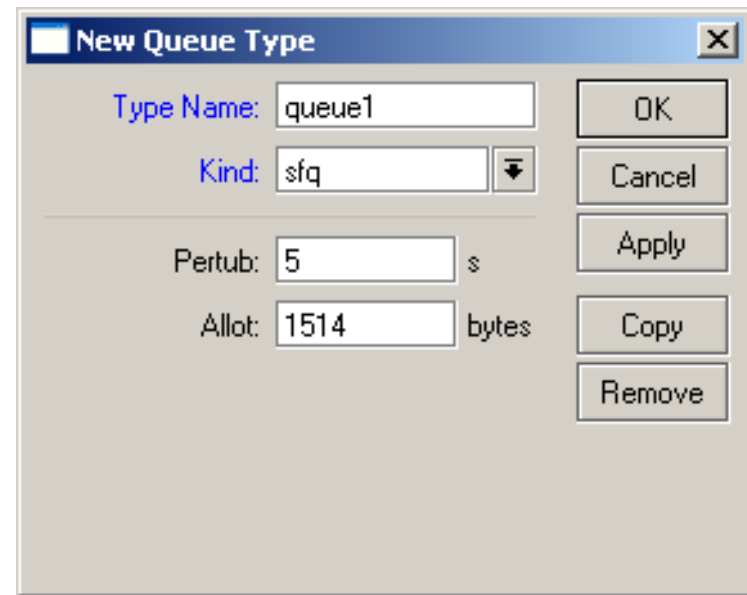 New Queue Type
Type Name: queue1
OK
Kind: sfq
Cancel
Pertub: 5 s
Apply
Allot: 1514 bytes
Copy
Remove